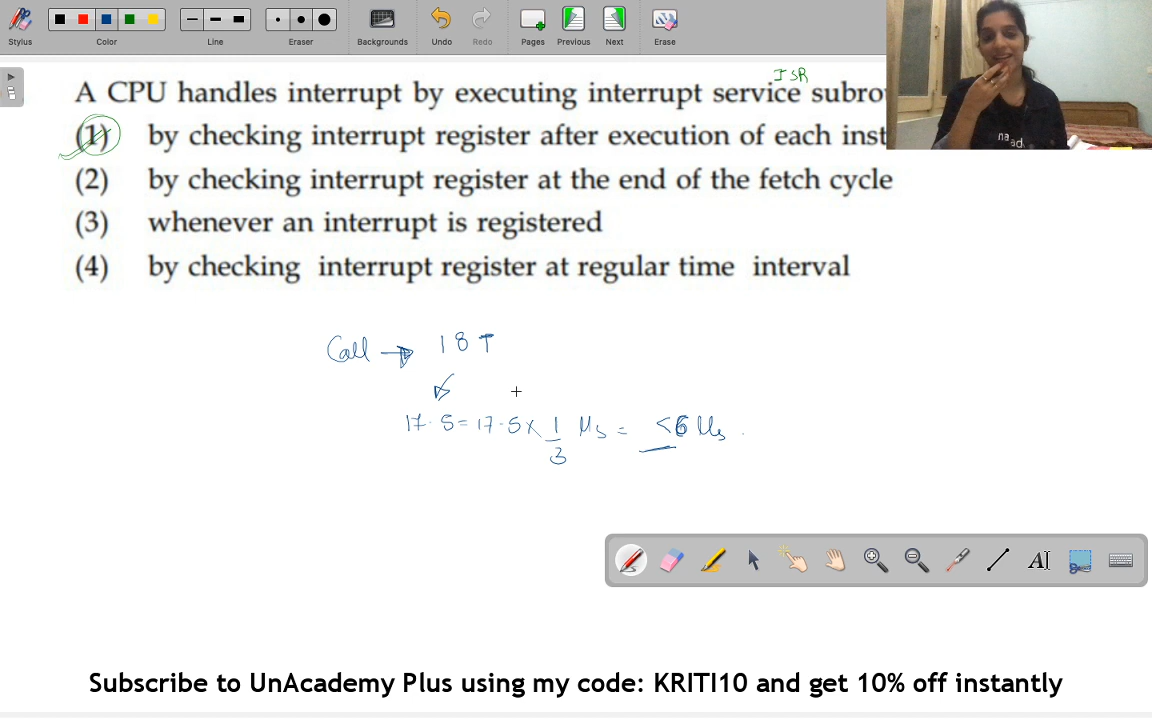 Stylus Color Line Eraser Backgrounds Undo Redo Pages Previous Next Erase
ISR
A CPU handles interrupt by executing interrupt service
(1) by checking interrupt register after execution of each
(2) by checking interrupt register at the end of the fetch cycle
(3) whenever an interrupt is registered
(4) by checking interrupt register at regular time interval
Call → 18T
17.5 = 17.5 × 1/3 μs = <6 μs.
Subscribe to UnAcademy Plus using my code: KRITI10 and get 10% off instantly